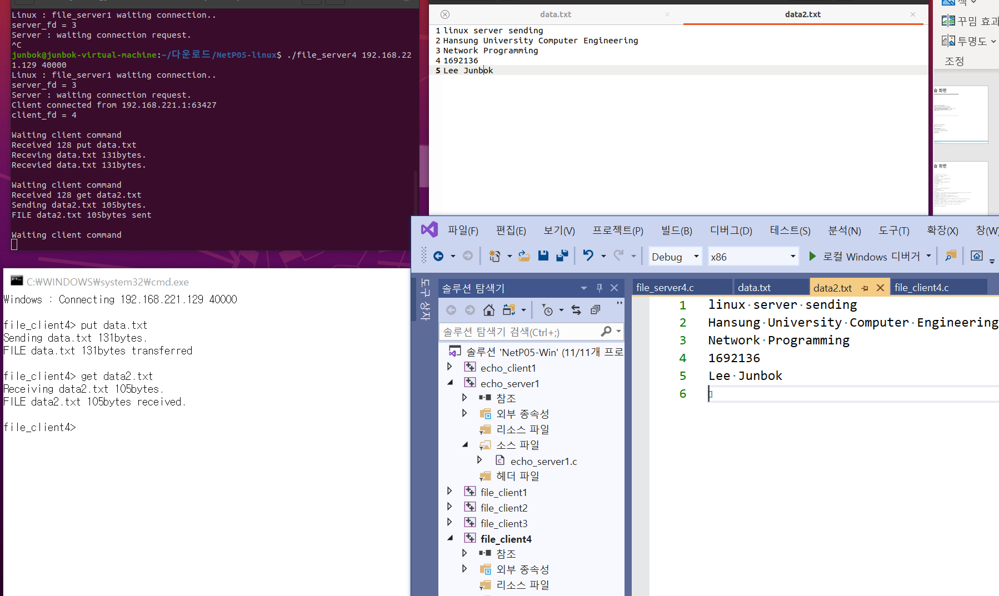 Linux : file_server1 waiting connection..
server_fd = 3
Server : waiting connection request.
^C
junbok@junbok-virtual-machine:~/다운로드/NetP05-linux$ ./file_server4 192.168.22
1.129 40000
Linux : file_server1 waiting connection..
server_fd = 3
Server : waiting connection request.
Client connected from 192.168.221.1:63427
client_fd = 4
Waiting client command
Received 128 put data.txt
Receving data.txt 131bytes.
Recevied data.txt 131bytes.
Waiting client command
Received 128 get data2.txt
Sending data2.txt 105bytes.
FILE data2.txt 105bytes sent
Waiting client command
data.txt
data2.txt
1 linux server sending
2 Hansung University Computer Engineering
3 Network Programming
4 1692136
5 Lee Junbok
색
꾸밈 효과
투명도
조정
습 화면
습 화면
C:₩WINDOWS₩system32₩cmd.exe
Windows : Connecting 192.168.221.129 40000
file_client4> put data.txt
Sending data.txt 131bytes.
FILE data.txt 131bytes transferred
file_client4> get data2.txt
Receiving data2.txt 105bytes.
FILE data2.txt 105bytes received.
file_client4>
파일(F) 편집(E) 보기(V) 프로젝트(P) 빌드(B) 디버그(D) 테스트(S) 분석(N) 도구(T) 확장(X) 창(W)
Debug x86 로컬 Windows 디버거
도구 상자
솔루션 탐색기
솔루션 탐색기 검색(Ctrl+;)
솔루션 'NetP05-Win' (11/11개 프로
echo_client1
echo_server1
참조
외부 종속성
리소스 파일
소스 파일
echo_server1.c
헤더 파일
file_client1
file_client2
file_client3
file_client4
참조
외부 종속성
리소스 파일
file_server4.c data.txt data2.txt file_client4.c
1 linux server sending
2 Hansung University Computer Engineering
3 Network Programming
4 1692136
5 Lee Junbok
6